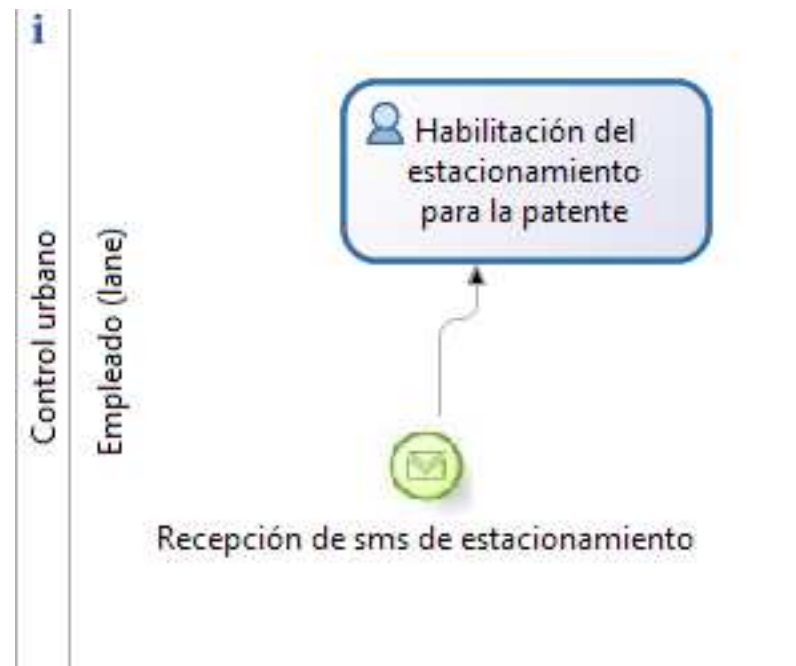 i
Control urbano
Empleado (lane)
Habilitación del
estacionamiento
para la patente
Recepción de sms de estacionamiento